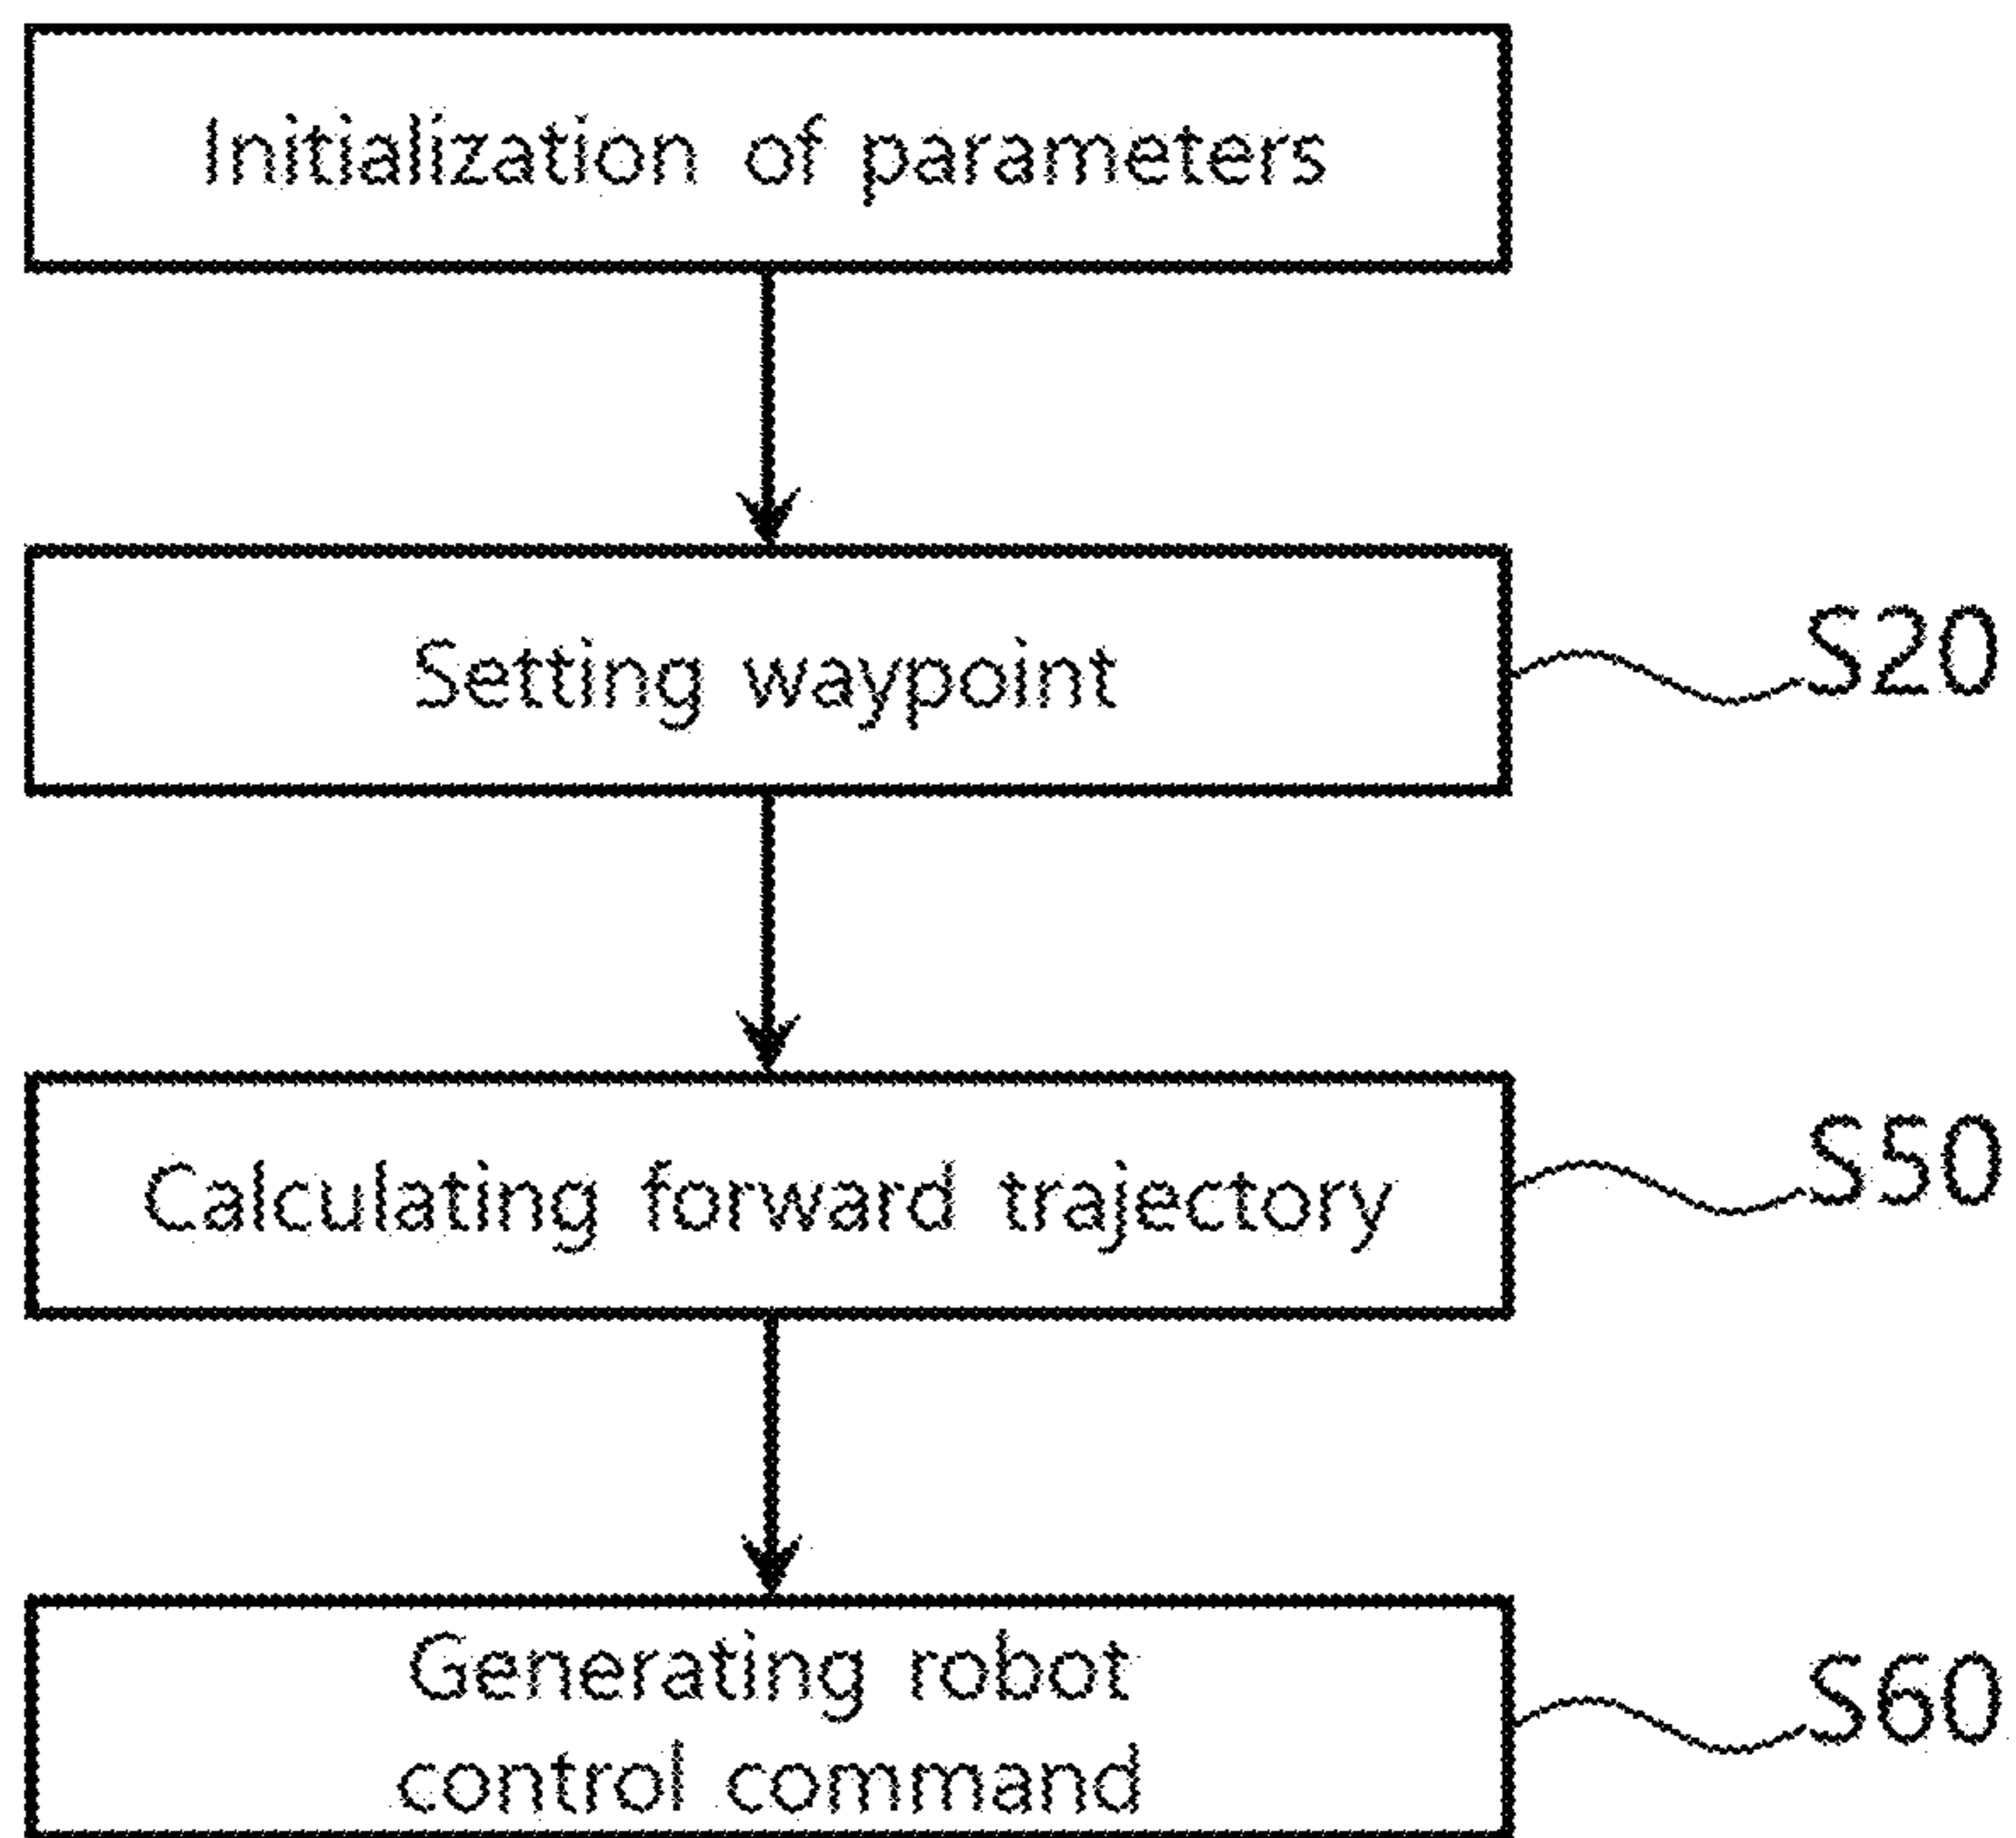 Initialization of parameters
Setting waypoint
S20
Calculating forward trajectory
S50
Generating robot
control command
S60